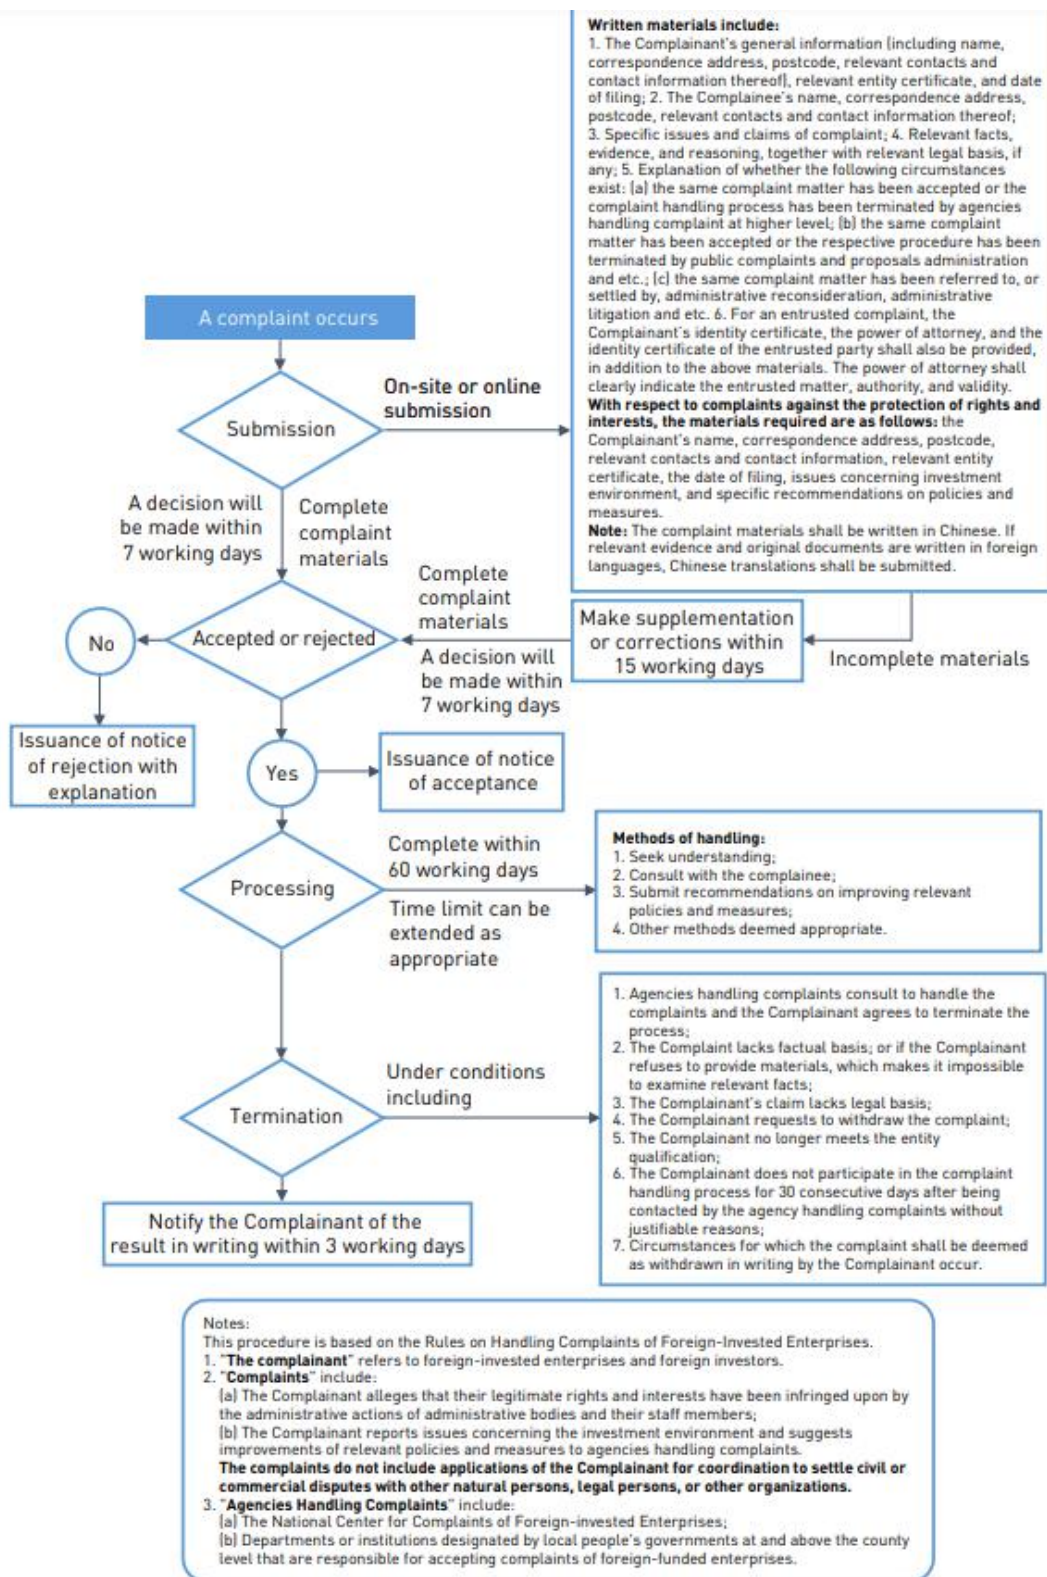 Written materials include:
1. The Complainant's general information (including name,
correspondence address, postcode, relevant contacts and
contact information thereof), relevant entity certificate, and date
of filing; 2. The Complainee's name, correspondence address,
postcode, relevant contacts and contact information thereof;
3. Specific issues and claims of complaint; 4. Relevant facts,
evidence, and reasoning, together with relevant legal basis, if
any; 5. Explanation of whether the following circumstances
exist: (a) the same complaint matter has been accepted or the
complaint handling process has been terminated by agencies
handling complaint at higher level; (b) the same complaint
matter has been accepted or the respective procedure has been
terminated by public complaints and proposals administration
and etc.; (c) the same complaint matter has been referred to, or
settled by, administrative reconsideration, administrative
litigation and etc. 6. For an entrusted complaint, the
Complainant's identity certificate, the power of attorney, and the
identity certificate of the entrusted party shall also be provided,
in addition to the above materials. The power of attorney shall
clearly indicate the entrusted matter, authority, and validity.
With respect to complaints against the protection of rights and
interests, the materials required are as follows: the
Complainant's name, correspondence address, postcode,
relevant contacts and contact information, relevant entity
certificate, the date of filing, issues concerning investment
environment, and specific recommendations on policies and
measures.
Note: The complaint materials shall be written in Chinese. If
relevant evidence and original documents are written in foreign
languages, Chinese translations shall be submitted.
A complaint occurs
Submission
On-site or online
submission
A decision will
be made within
7 working days
Complete
complaint
materials
Accepted or rejected
Complete
complaint
materials
A decision will
be made within
7 working days
Make supplementation
or corrections within
15 working days
Incomplete materials
No
Issuance of notice
of rejection with
explanation
Yes
Issuance of notice
of acceptance
Processing
Complete within
60 working days
Time limit can be
extended as
appropriate
Methods of handling:
1. Seek understanding;
2. Consult with the complainee;
3. Submit recommendations on improving relevant
policies and measures;
4. Other methods deemed appropriate.
Termination
Under conditions
including
1. Agencies handling complaints consult to handle the
complaints and the Complainant agrees to terminate the
process;
2. The Complaint lacks factual basis; or if the Complainant
refuses to provide materials, which makes it impossible
to examine relevant facts;
3. The Complainant's claim lacks legal basis;
4. The Complainant requests to withdraw the complaint;
5. The Complainant no longer meets the entity
qualification;
6. The Complainant does not participate in the complaint
handling process for 30 consecutive days after being
contacted by the agency handling complaints without
justifiable reasons;
7. Circumstances for which the complaint shall be deemed
as withdrawn in writing by the Complainant occur.
Notify the Complainant of the
result in writing within 3 working days
Notes:
This procedure is based on the Rules on Handling Complaints of Foreign-Invested Enterprises.
1. "The complainant" refers to foreign-invested enterprises and foreign investors.
2. "Complaints" include:
(a) The Complainant alleges that their legitimate rights and interests have been infringed upon by
the administrative actions of administrative bodies and their staff members;
(b) The Complainant reports issues concerning the investment environment and suggests
improvements of relevant policies and measures to agencies handling complaints.
The complaints do not include applications of the Complainant for coordination to settle civil or
commercial disputes with other natural persons, legal persons, or other organizations.
3. "Agencies Handling Complaints" include:
(a) The National Center for Complaints of Foreign-invested Enterprises;
(b) Departments or institutions designated by local people's governments at and above the county
level that are responsible for accepting complaints of foreign-funded enterprises.